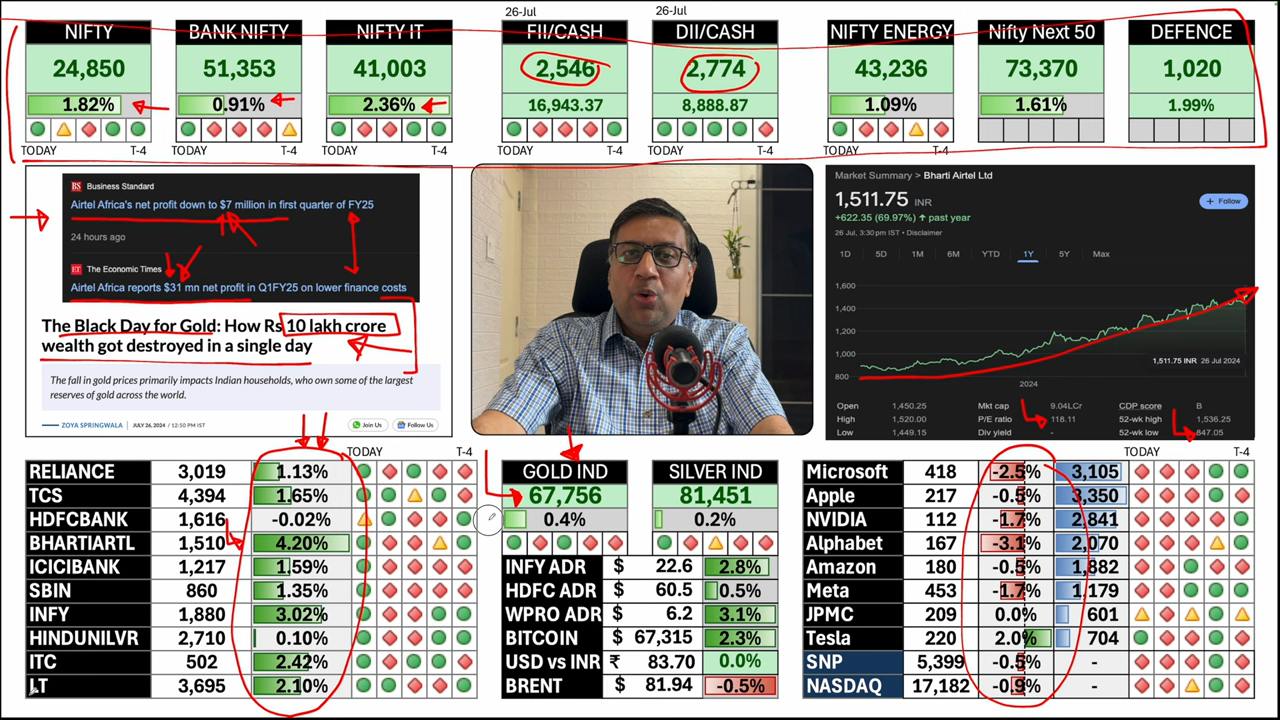 26-Jul 26-Jul
NIFTY BANK NIFTY NIFTY IT FII/CASH DII/CASH NIFTY ENERGY Nifty Next 50 DEFENCE
24,850 51,353 41,003 2,546 2,774 43,236 73,370 1,020
1.82% 0.91% 2.36% 16,943.37 8,888.87 1.09% 1.61% 1.99%
TODAY T-4 TODAY T-4 TODAY T-4
BS Business Standard
Airtel Africa's net profit down to $7 million in first quarter of FY25
24 hours ago
ET The Economic Times
Airtel Africa reports $31 mn net profit in Q1FY25 on lower finance costs
The Black Day for Gold: How Rs 10 lakh crore
wealth got destroyed in a single day
The fall in gold prices primarily impacts Indian households, who own some of the largest
reserves of gold across the world.
ZOYA SPRINGWALA | JULY 26, 2024 / 12:50 PM IST Join Us Follow Us
Market Summary > Bharti Airtel Ltd
1,511.75 INR
+ Follow
+622.35 (69.97%) ↑ past year
26 Jul, 3:30 pm IST • Disclaimer
1D 5D 1M 6M YTD 1Y 5Y Max
1,600
1,400
1,200
1,000
800
1,511.75 INR 26 Jul 2024
2024
Open 1,450.25 Mkt cap 9.04LCr CDP score B
High 1,520.00 P/E ratio 118.11 52-wk high 1,536.25
Low 1,449.15 Div yield - 52-wk low 847.05
TODAY T-4
RELIANCE 3,019 1.13%
TCS 4,394 1.65%
HDFCBANK 1,616 -0.02%
BHARTIARTL 1,510 4.20%
ICICIBANK 1,217 1.59%
SBIN 860 1.35%
INFY 1,880 3.02%
HINDUNILVR 2,710 0.10%
ITC 502 2.42%
LT 3,695 2.10%
GOLD IND SILVER IND
67,756 81,451
0.4% 0.2%
INFY ADR $ 22.6 2.8%
HDFC ADR $ 60.5 0.5%
WPRO ADR $ 6.2 3.1%
BITCOIN $ 67,315 2.3%
USD vs INR ₹ 83.70 0.0%
BRENT $ 81.94 -0.5%
TODAY T-4
Microsoft 418 -2.5% 3,105
Apple 217 -0.5% 3,350
NVIDIA 112 -1.7% 2,841
Alphabet 167 -3.1% 2,070
Amazon 180 -0.5% 1,882
Meta 453 -1.7% 1,179
JPMC 209 0.0% 601
Tesla 220 2.0% 704
SNP 5,399 -0.5% -
NASDAQ 17,182 -0.9% -